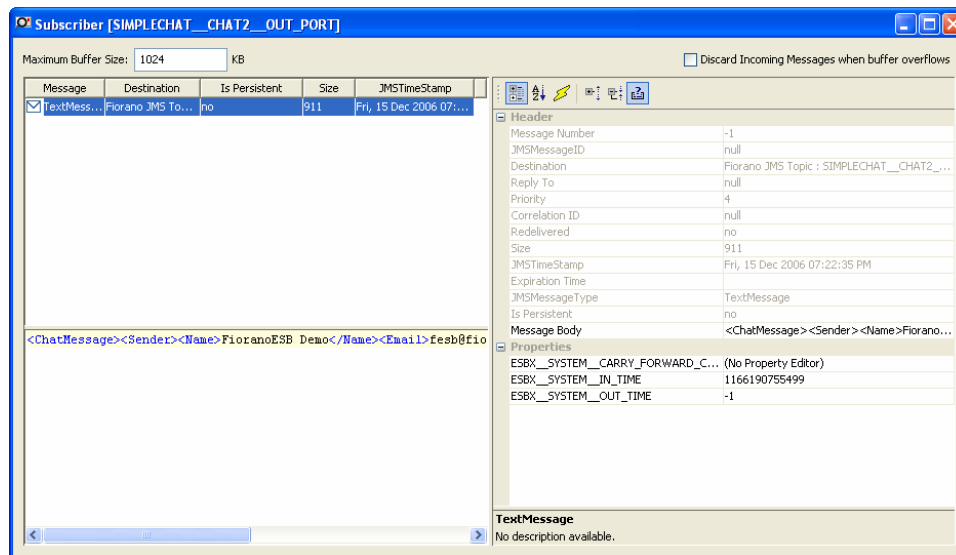 Subscriber [SIMPLECHAT__CHAT2__OUT_PORT]
Maximum Buffer Size: 1024 KB
Discard Incoming Messages when buffer overflows
Message Destination Is Persistent Size JMSTimeStamp
TextMess... Fiorano JMS To... no 911 Fri, 15 Dec 2006 07:...
<ChatMessage><Sender><Name>FioranoESB Demo</Name><Email>fesb@fio
Header
Message Number -1
JMSMessageID null
Destination Fiorano JMS Topic : SIMPLECHAT__CHAT2_...
Reply To null
Priority 4
Correlation ID null
Redelivered no
Size 911
JMSTimeStamp Fri, 15 Dec 2006 07:22:35 PM
Expiration Time
JMSMessageType TextMessage
Is Persistent no
Message Body <ChatMessage><Sender><Name>Fiorano...
Properties
ESBX__SYSTEM__CARRY_FORWARD_C... (No Property Editor)
ESBX__SYSTEM__IN_TIME 1166190755499
ESBX__SYSTEM__OUT_TIME -1
TextMessage
No description available.